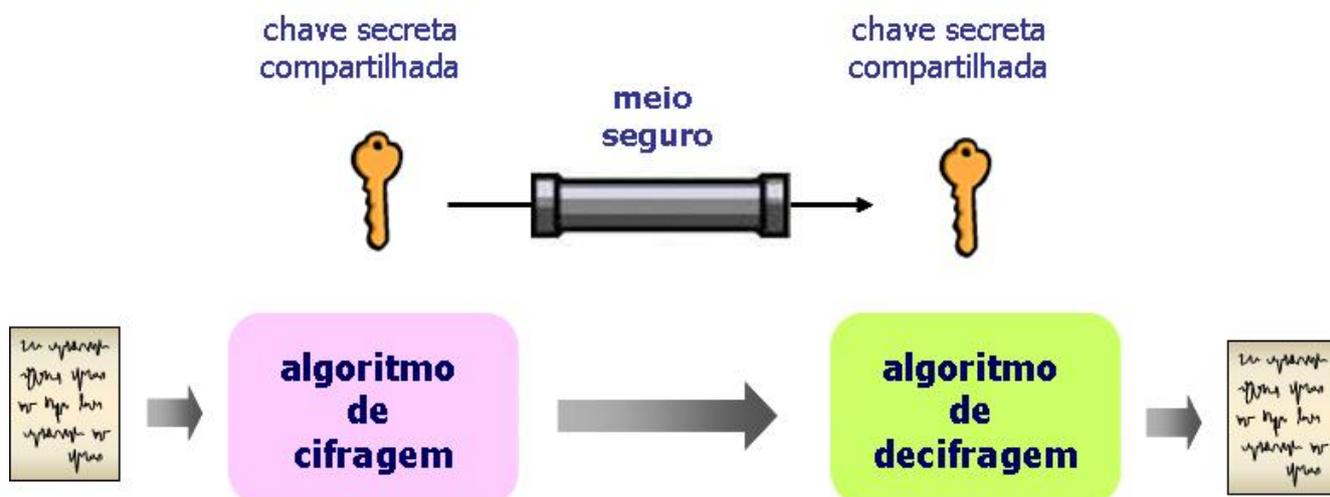 chave secreta
compartilhada
chave secreta
compartilhada
meio
seguro
algoritmo
de
cifragem
algoritmo
de
decifragem